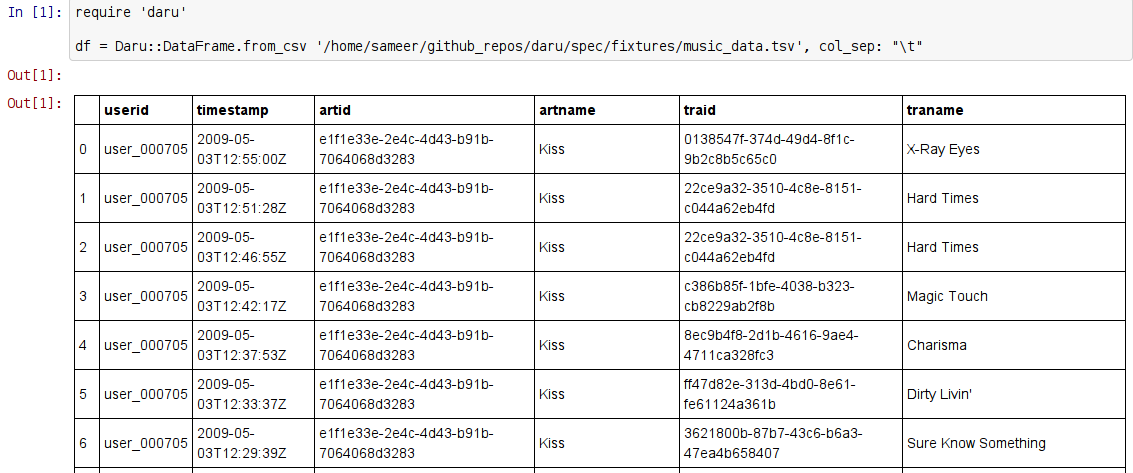 In [1]: require 'daru'
df = Daru::DataFrame.from_csv '/home/sameer/github_repos/daru/spec/fixtures/music_data.tsv', col_sep: "\t"
Out[1]:
Out[1]:
userid timestamp artid artname traid traname
0 user_000705 2009-05-03T12:55:00Z e1f1e33e-2e4c-4d43-b91b-7064068d3283 Kiss 0138547f-374d-49d4-8f1c-9b2c8b5c65c0 X-Ray Eyes
1 user_000705 2009-05-03T12:51:28Z e1f1e33e-2e4c-4d43-b91b-7064068d3283 Kiss 22ce9a32-3510-4c8e-8151-c044a62eb4fd Hard Times
2 user_000705 2009-05-03T12:46:55Z e1f1e33e-2e4c-4d43-b91b-7064068d3283 Kiss 22ce9a32-3510-4c8e-8151-c044a62eb4fd Hard Times
3 user_000705 2009-05-03T12:42:17Z e1f1e33e-2e4c-4d43-b91b-7064068d3283 Kiss c386b85f-1bfe-4038-b323-cb8229ab2f8b Magic Touch
4 user_000705 2009-05-03T12:37:53Z e1f1e33e-2e4c-4d43-b91b-7064068d3283 Kiss 8ec9b4f8-2d1b-4616-9ae4-4711ca328fc3 Charisma
5 user_000705 2009-05-03T12:33:37Z e1f1e33e-2e4c-4d43-b91b-7064068d3283 Kiss ff47d82e-313d-4bd0-8e61-fe61124a361b Dirty Livin'
6 user_000705 2009-05-03T12:29:39Z e1f1e33e-2e4c-4d43-b91b-7064068d3283 Kiss 3621800b-87b7-43c6-b6a3-47ea4b658407 Sure Know Something